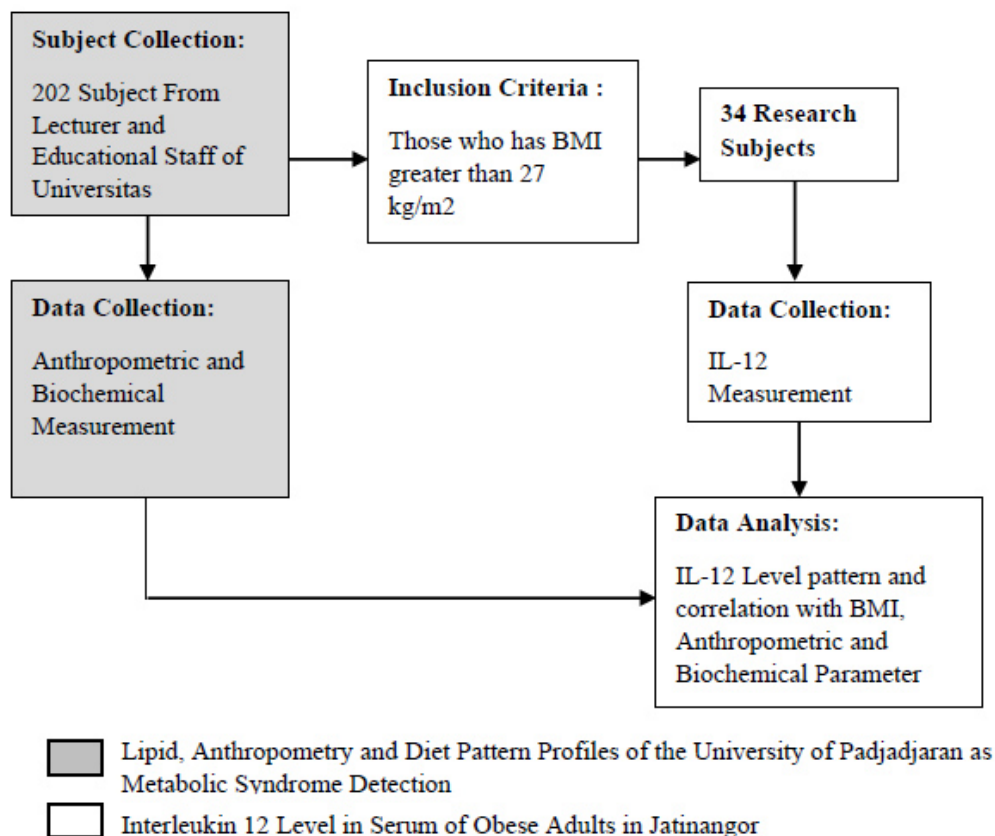 Subject Collection:
202 Subject From
Lecturer and
Educational Staff of
Universitas
Inclusion Criteria :
Those who has BMI
greater than 27
kg/m2
34 Research
Subjects
Data Collection:
Anthropometric and
Biochemical
Measurement
Data Collection:
IL-12
Measurement
Data Analysis:
IL-12 Level pattern and
correlation with BMI,
Anthropometric and
Biochemical Parameter
Lipid, Anthropometry and Diet Pattern Profiles of the University of Padjadjaran as
Metabolic Syndrome Detection
Interleukin 12 Level in Serum of Obese Adults in Jatinangor